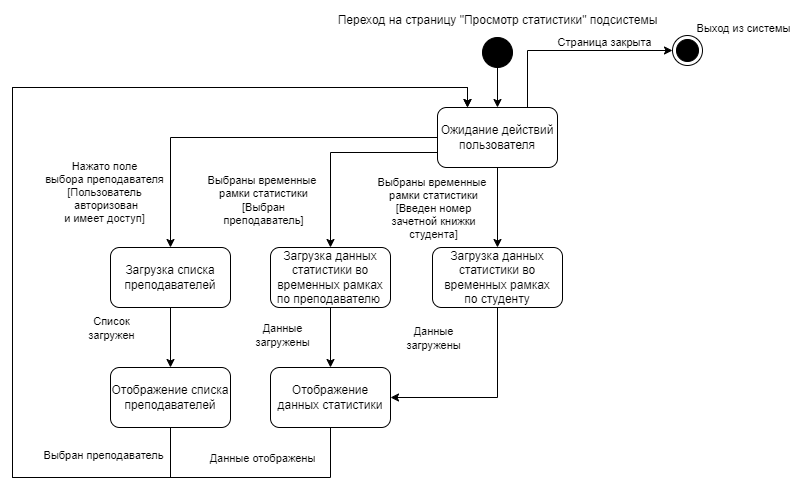 Переход на страницу "Просмотр статистики" подсистемы
Выход из системы
Страница закрыта
Ожидание действий
пользователя
Нажато поле
выбора преподавателя
[Пользователь
авторизован
и имеет доступ]
Выбраны временные
рамки статистики
[Выбран
преподаватель]
Выбраны временные
рамки статистики
[Введен номер
зачетной книжки
студента]
Загрузка списка
преподавателей
Загрузка данных
статистики во
временных рамках
по преподавателю
Загрузка данных
статистики во
временных рамках
по студенту
Список
загружен
Данные
загружены
Данные
загружены
Отображение списка
преподавателей
Отображение
данных статистики
Выбран преподаватель
Данные отображены